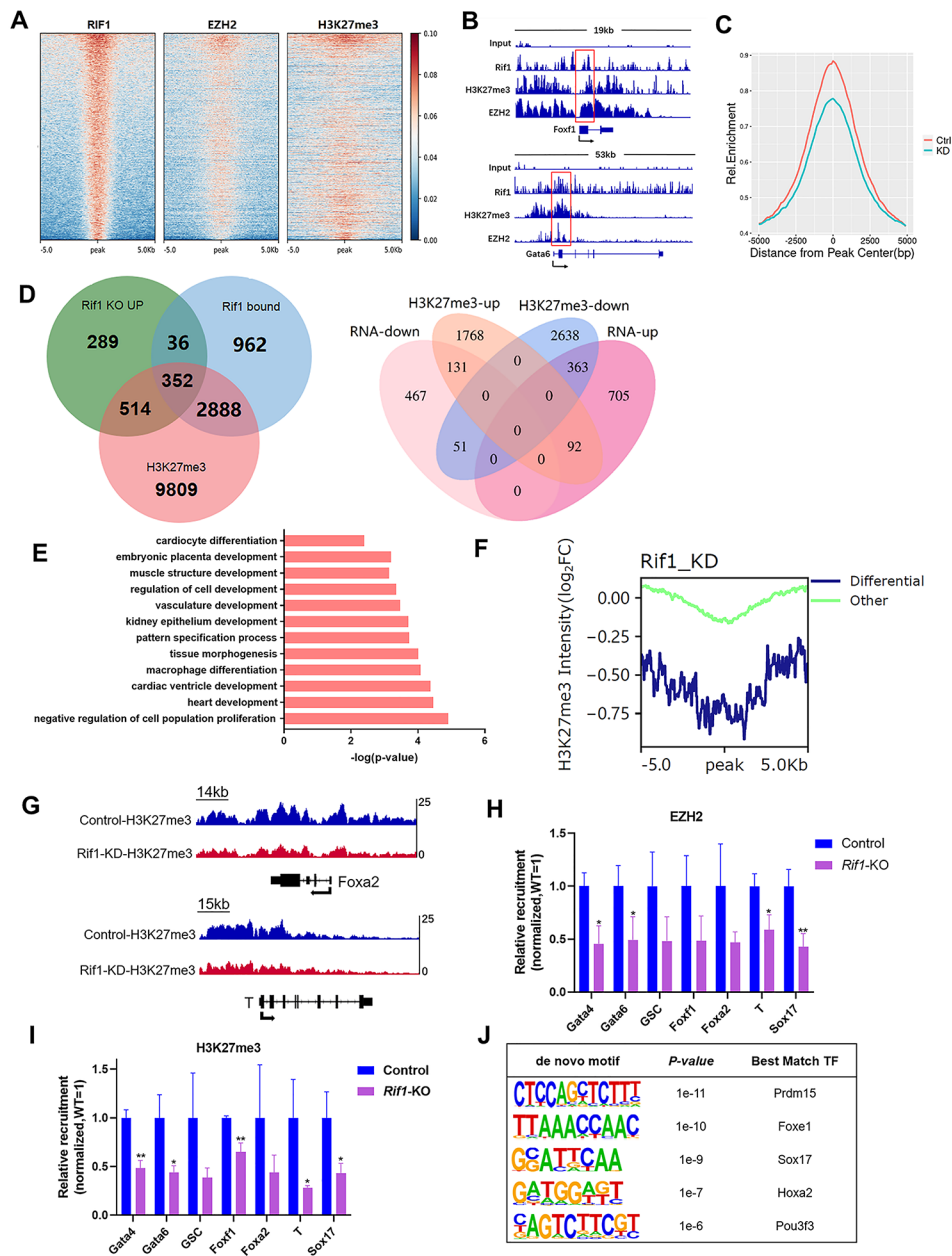 A
RIF1
EZH2
H3K27me3
0.10
0.08
0.06
0.04
0.02
0.00
-5.0
peak
5.0Kb
-5.0
peak
5.0Kb
-5.0
peak
5.0Kb
B
19kb
Input
Rif1
H3K27me3
EZH2
Foxf1
53kb
Input
Rif1
H3K27me3
EZH2
Gata6
C
Rel.Enrichment
0.9
0.8
0.7
0.6
0.5
0.4
-5000
-2500
0
2500
5000
Distance from Peak Center(bp)
Ctrl
KD
D
Rif1 KO UP
Rif1 bound
289
36
962
352
514
2888
H3K27me3
9809
H3K27me3-up
H3K27me3-down
RNA-down
RNA-up
1768
2638
0
131
363
467
0
0
705
0
51
92
0
0
0
E
cardiocyte differentiation
embryonic placenta development
muscle structure development
regulation of cell development
vasculature development
kidney epithelium development
pattern specification process
tissue morphogenesis
macrophage differentiation
cardiac ventricle development
heart development
negative regulation of cell population proliferation
0
2
4
6
-log(p-value)
F
Rif1_KD
H3K27me3 Intensity (log2FC)
0.00
−0.25
−0.50
−0.75
-5.0
peak
5.0Kb
Differential
Other
G
14kb
25
Control-H3K27me3
Rif1-KD-H3K27me3
0
Foxa2
15kb
25
Control-H3K27me3
Rif1-KD-H3K27me3
0
T
H
EZH2
Relative recruitment
(normalized,WT=1)
1.5
1.0
0.5
0.0
* * * **
Gata4
Gata6
GSC
Foxf1
Foxa2
T
Sox17
Control
Rif1-KO
I
H3K27me3
Relative recruitment
(normalized,WT=1)
1.5
1.0
0.5
0.0
** * ** * *
Gata4
Gata6
GSC
Foxf1
Foxa2
T
Sox17
Control
Rif1-KO
J
de novo motif P-value Best Match TF
CTCCAGCTCTTT 1e-11 Prdm15
TTAAACCAAC 1e-10 Foxe1
1e-9 Sox17
1e-7 Hoxa2
1e-6 Pou3f3